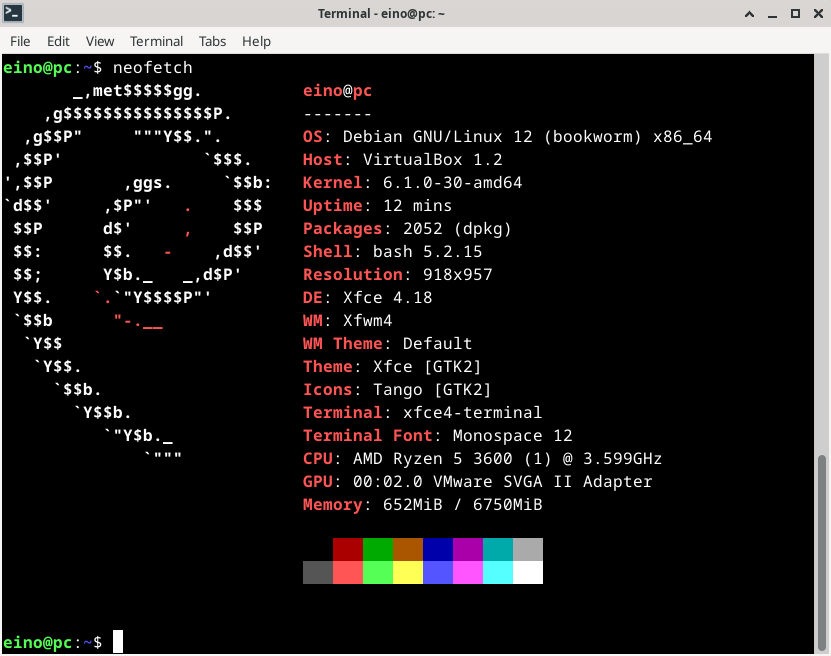 Terminal - eino@pc: ~
File Edit View Terminal Tabs Help
eino@pc:~$ neofetch
       _,met$$$$$gg.          eino@pc
    ,g$$$$$$$$$$$$$$$P.       -------
  ,g$$P"     """Y$$.".        OS: Debian GNU/Linux 12 (bookworm) x86_64
 ,$$P'              `$$$.     Host: VirtualBox 1.2
',$$P       ,ggs.     `$$b:   Kernel: 6.1.0-30-amd64
`d$$'     ,$P"'   .    $$$    Uptime: 12 mins
 $$P      d$'     ,    $$P    Packages: 2052 (dpkg)
 $$:      $$.   -    ,d$$'    Shell: bash 5.2.15
 $$;      Y$b._   _,d$P'      Resolution: 918x957
 Y$$.    `.`"Y$$$$P"'         DE: Xfce 4.18
 `$$b      "-.__              WM: Xfwm4
  `Y$$                        WM Theme: Default
   `Y$$.                      Theme: Xfce [GTK2]
     `$$b.                    Icons: Tango [GTK2]
       `Y$$b.                 Terminal: xfce4-terminal
          `"Y$b._             Terminal Font: Monospace 12
              `"""            CPU: AMD Ryzen 5 3600 (1) @ 3.599GHz
                              GPU: 00:02.0 VMware SVGA II Adapter
                              Memory: 652MiB / 6750MiB
eino@pc:~$